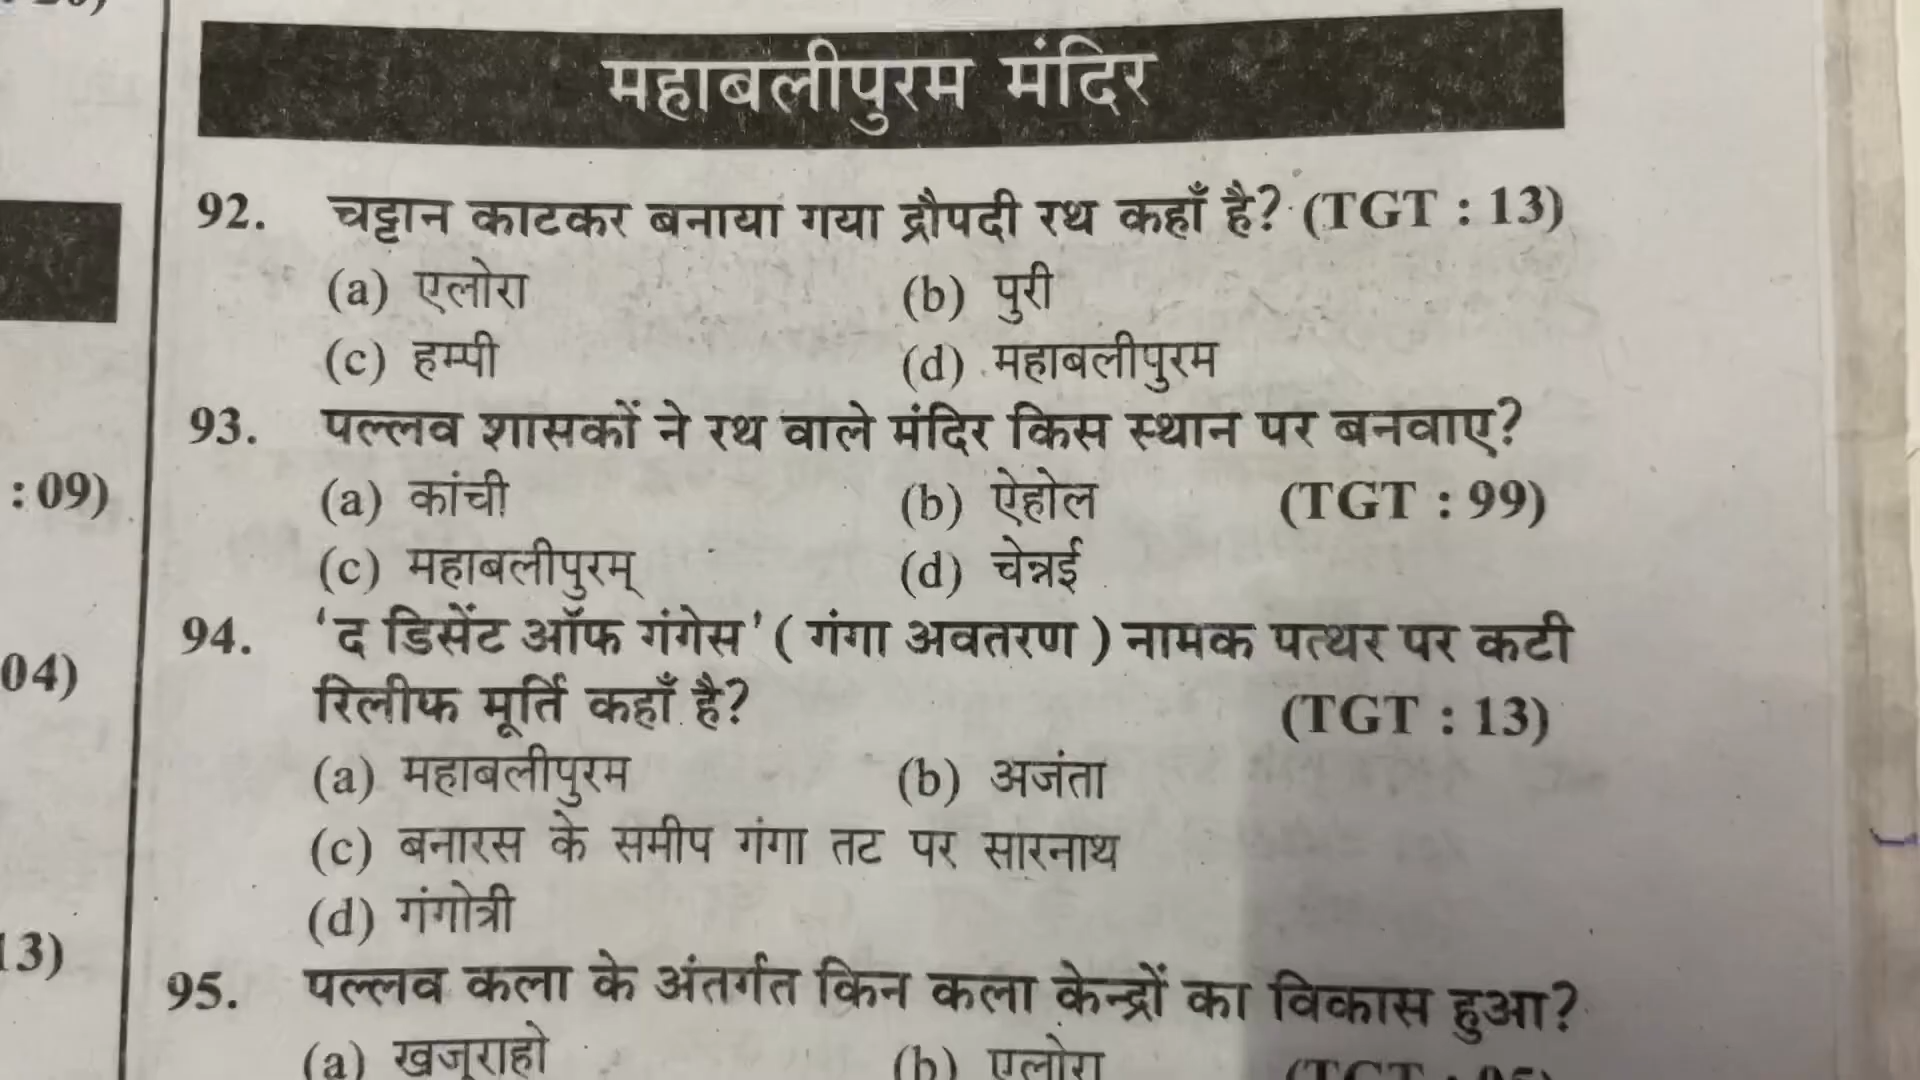 महाबलीपुरम मंदिर
92. चट्टान काटकर बनाया गया द्रौपदी रथ कहाँ है? (TGT : 13)
(a) एलोरा (b) पुरी
(c) हम्पी (d) महाबलीपुरम
93. पल्लव शासकों ने रथ वाले मंदिर किस स्थान पर बनवाए?
:09) (a) कांची (b) ऐहोल (TGT : 99)
(c) महाबलीपुरम् (d) चेन्नई
94. 'द डिसेंट ऑफ गंगेस' ( गंगा अवतरण ) नामक पत्थर पर कटी
04) रिलीफ मूर्ति कहाँ है? (TGT : 13)
(a) महाबलीपुरम (b) अजंता
(c) बनारस के समीप गंगा तट पर सारनाथ
(d) गंगोत्री
13)
95. पल्लव कला के अंतर्गत किन कला केन्द्रों का विकास हुआ?
(a) खजुराहो (b) एलोरा